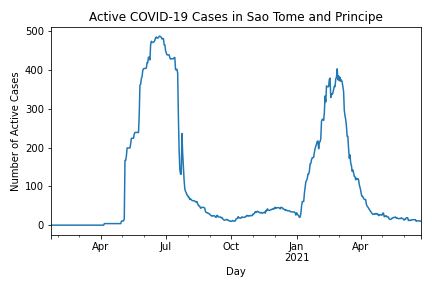 Active COVID-19 Cases in Sao Tome and Principe
Number of Active Cases
500
400
300
200
100
0
Apr
Jul
Oct
Jan
2021
Apr
Day